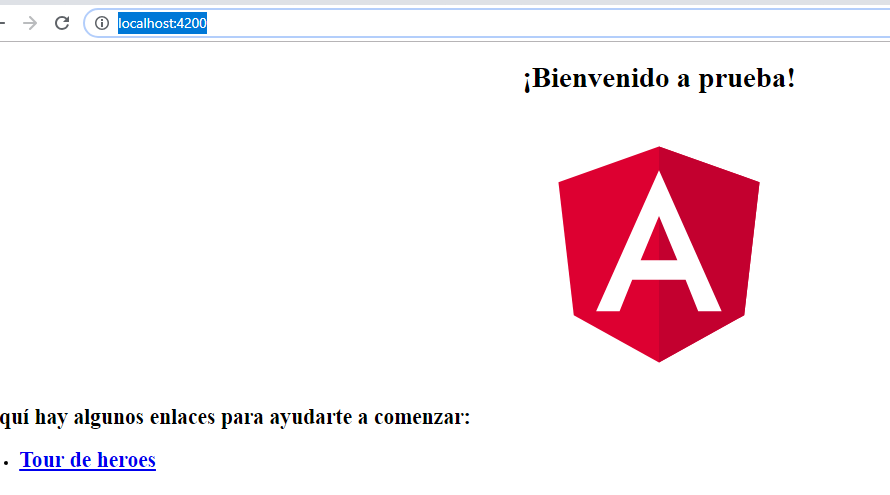 localhost:4200
¡Bienvenido a prueba!
A
quí hay algunos enlaces para ayudarte a comenzar:
Tour de heroes